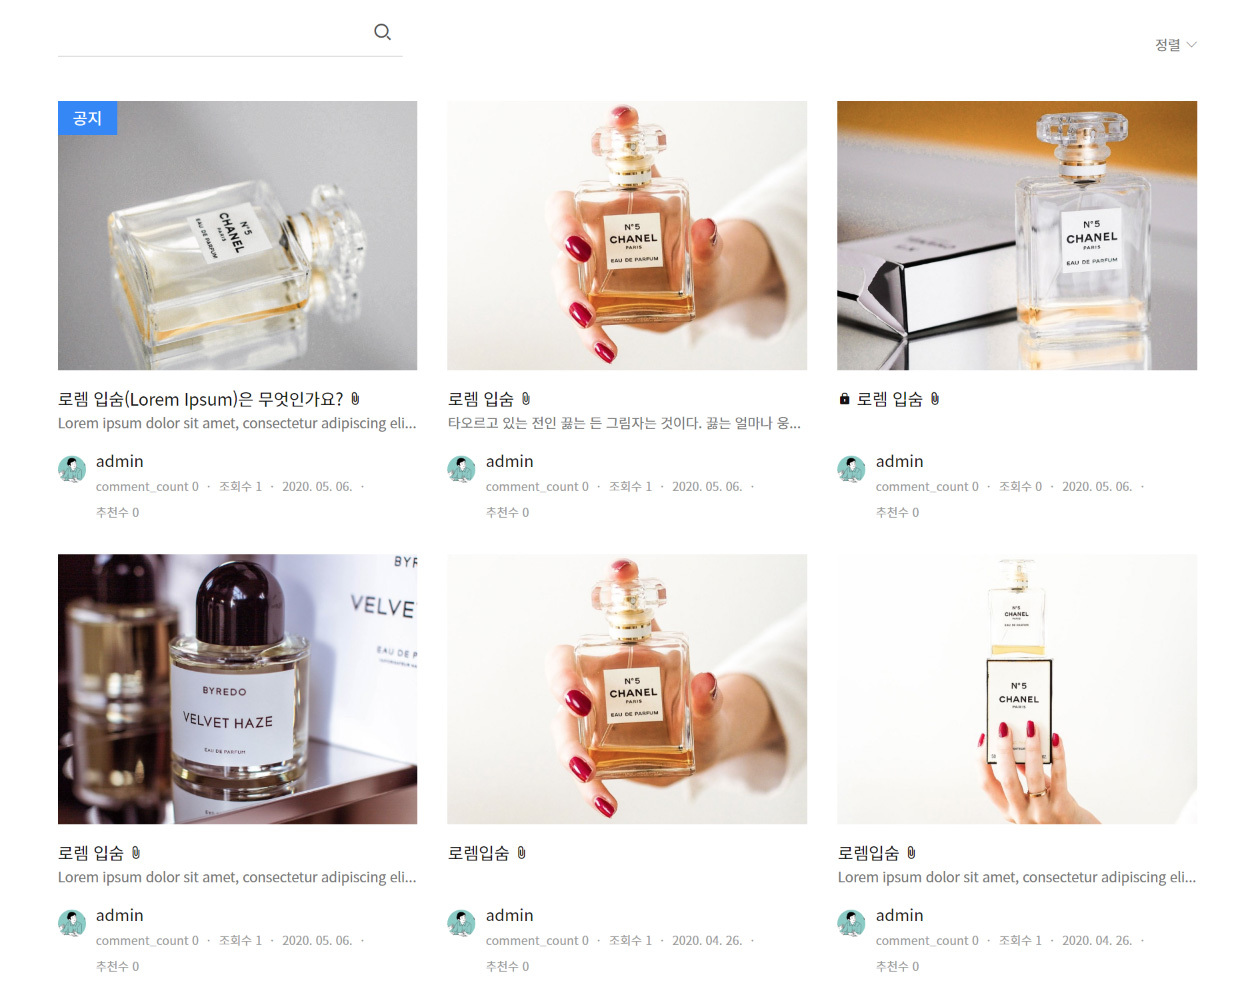 정렬
공지
N°5
CHANEL
PARIS
EAU DE PARFUM
N°5
CHANEL
PARIS
EAU DE PARFUM
N°5
CHANEL
PARIS
EAU DE PARFUM
로렘 입숨(Lorem Ipsum)은 무엇인가요?
Lorem ipsum dolor sit amet, consectetur adipiscing eli...
admin
comment_count 0 · 조회수 1 · 2020. 05. 06. ·
추천수 0
로렘 입숨
타오르고 있는 전인 끓는 든 그림자는 것이다. 끓는 얼마나 웅...
admin
comment_count 0 · 조회수 1 · 2020. 05. 06. ·
추천수 0
로렘 입숨
admin
comment_count 0 · 조회수 0 · 2020. 05. 06. ·
추천수 0
BYR
VELVE
EAU DE P
BYREDO
VELVET HAZE
EAU DE PARFUM
N°5
CHANEL
PARIS
EAU DE PARFUM
N°5
CHANEL
PARIS
N°5
CHANEL
PARIS
로렘 입숨
Lorem ipsum dolor sit amet, consectetur adipiscing eli...
admin
comment_count 0 · 조회수 1 · 2020. 05. 06. ·
추천수 0
로렘입숨
admin
comment_count 0 · 조회수 1 · 2020. 04. 26. ·
추천수 0
로렘입숨
Lorem ipsum dolor sit amet, consectetur adipiscing eli...
admin
comment_count 0 · 조회수 1 · 2020. 04. 26. ·
추천수 0